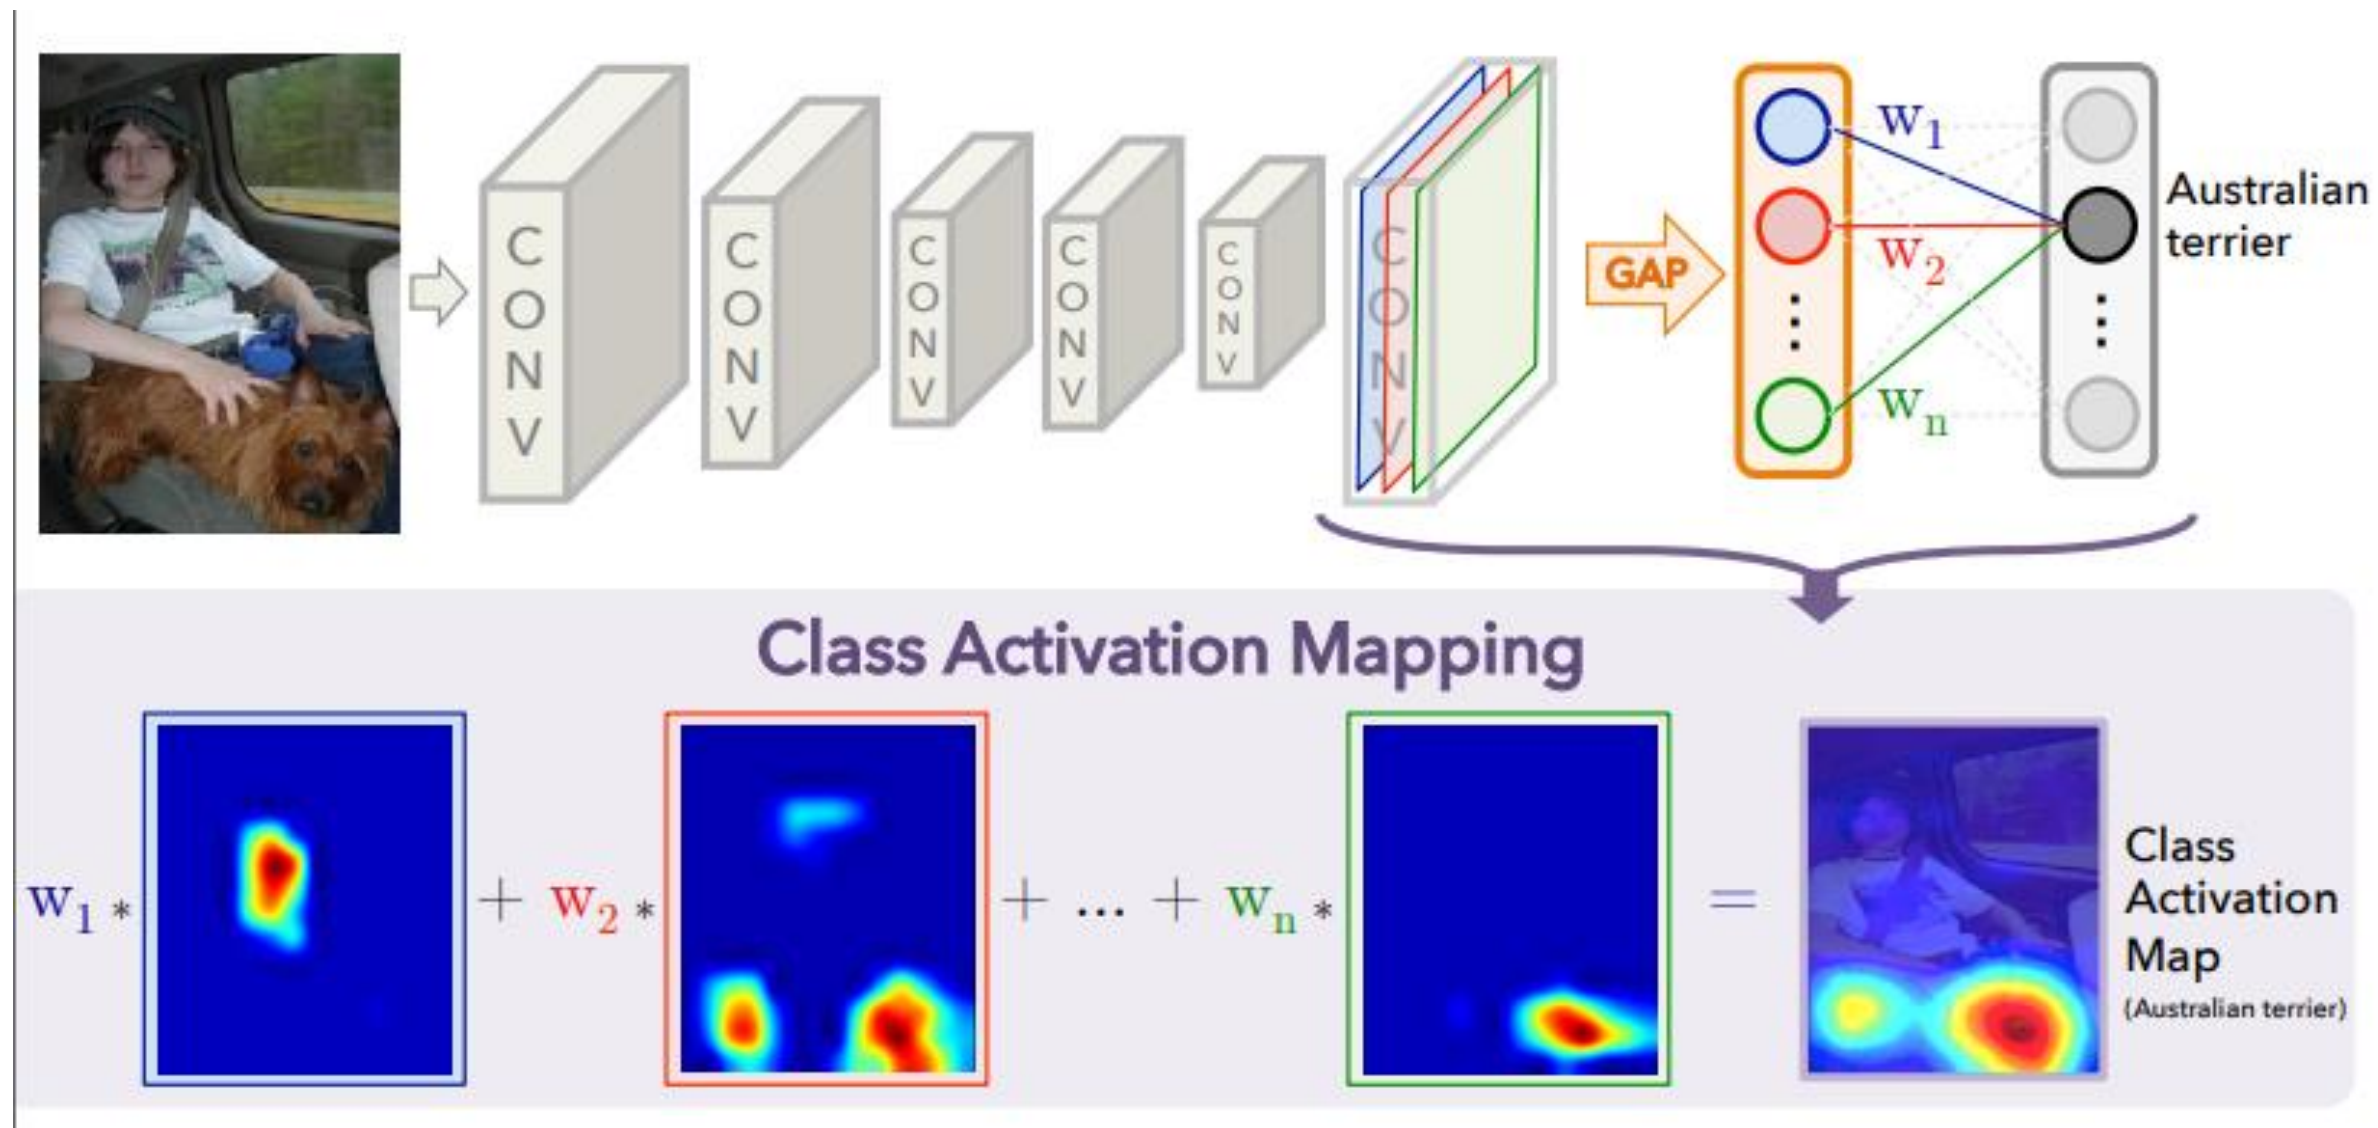 CONV
CONV
CONV
CONV
CONV
CONV
GAP
w1
w2
wn
Australian
terrier
Class Activation Mapping
w1 *
+ w2 *
+ ... + wn *
=
Class
Activation
Map
(Australian terrier)